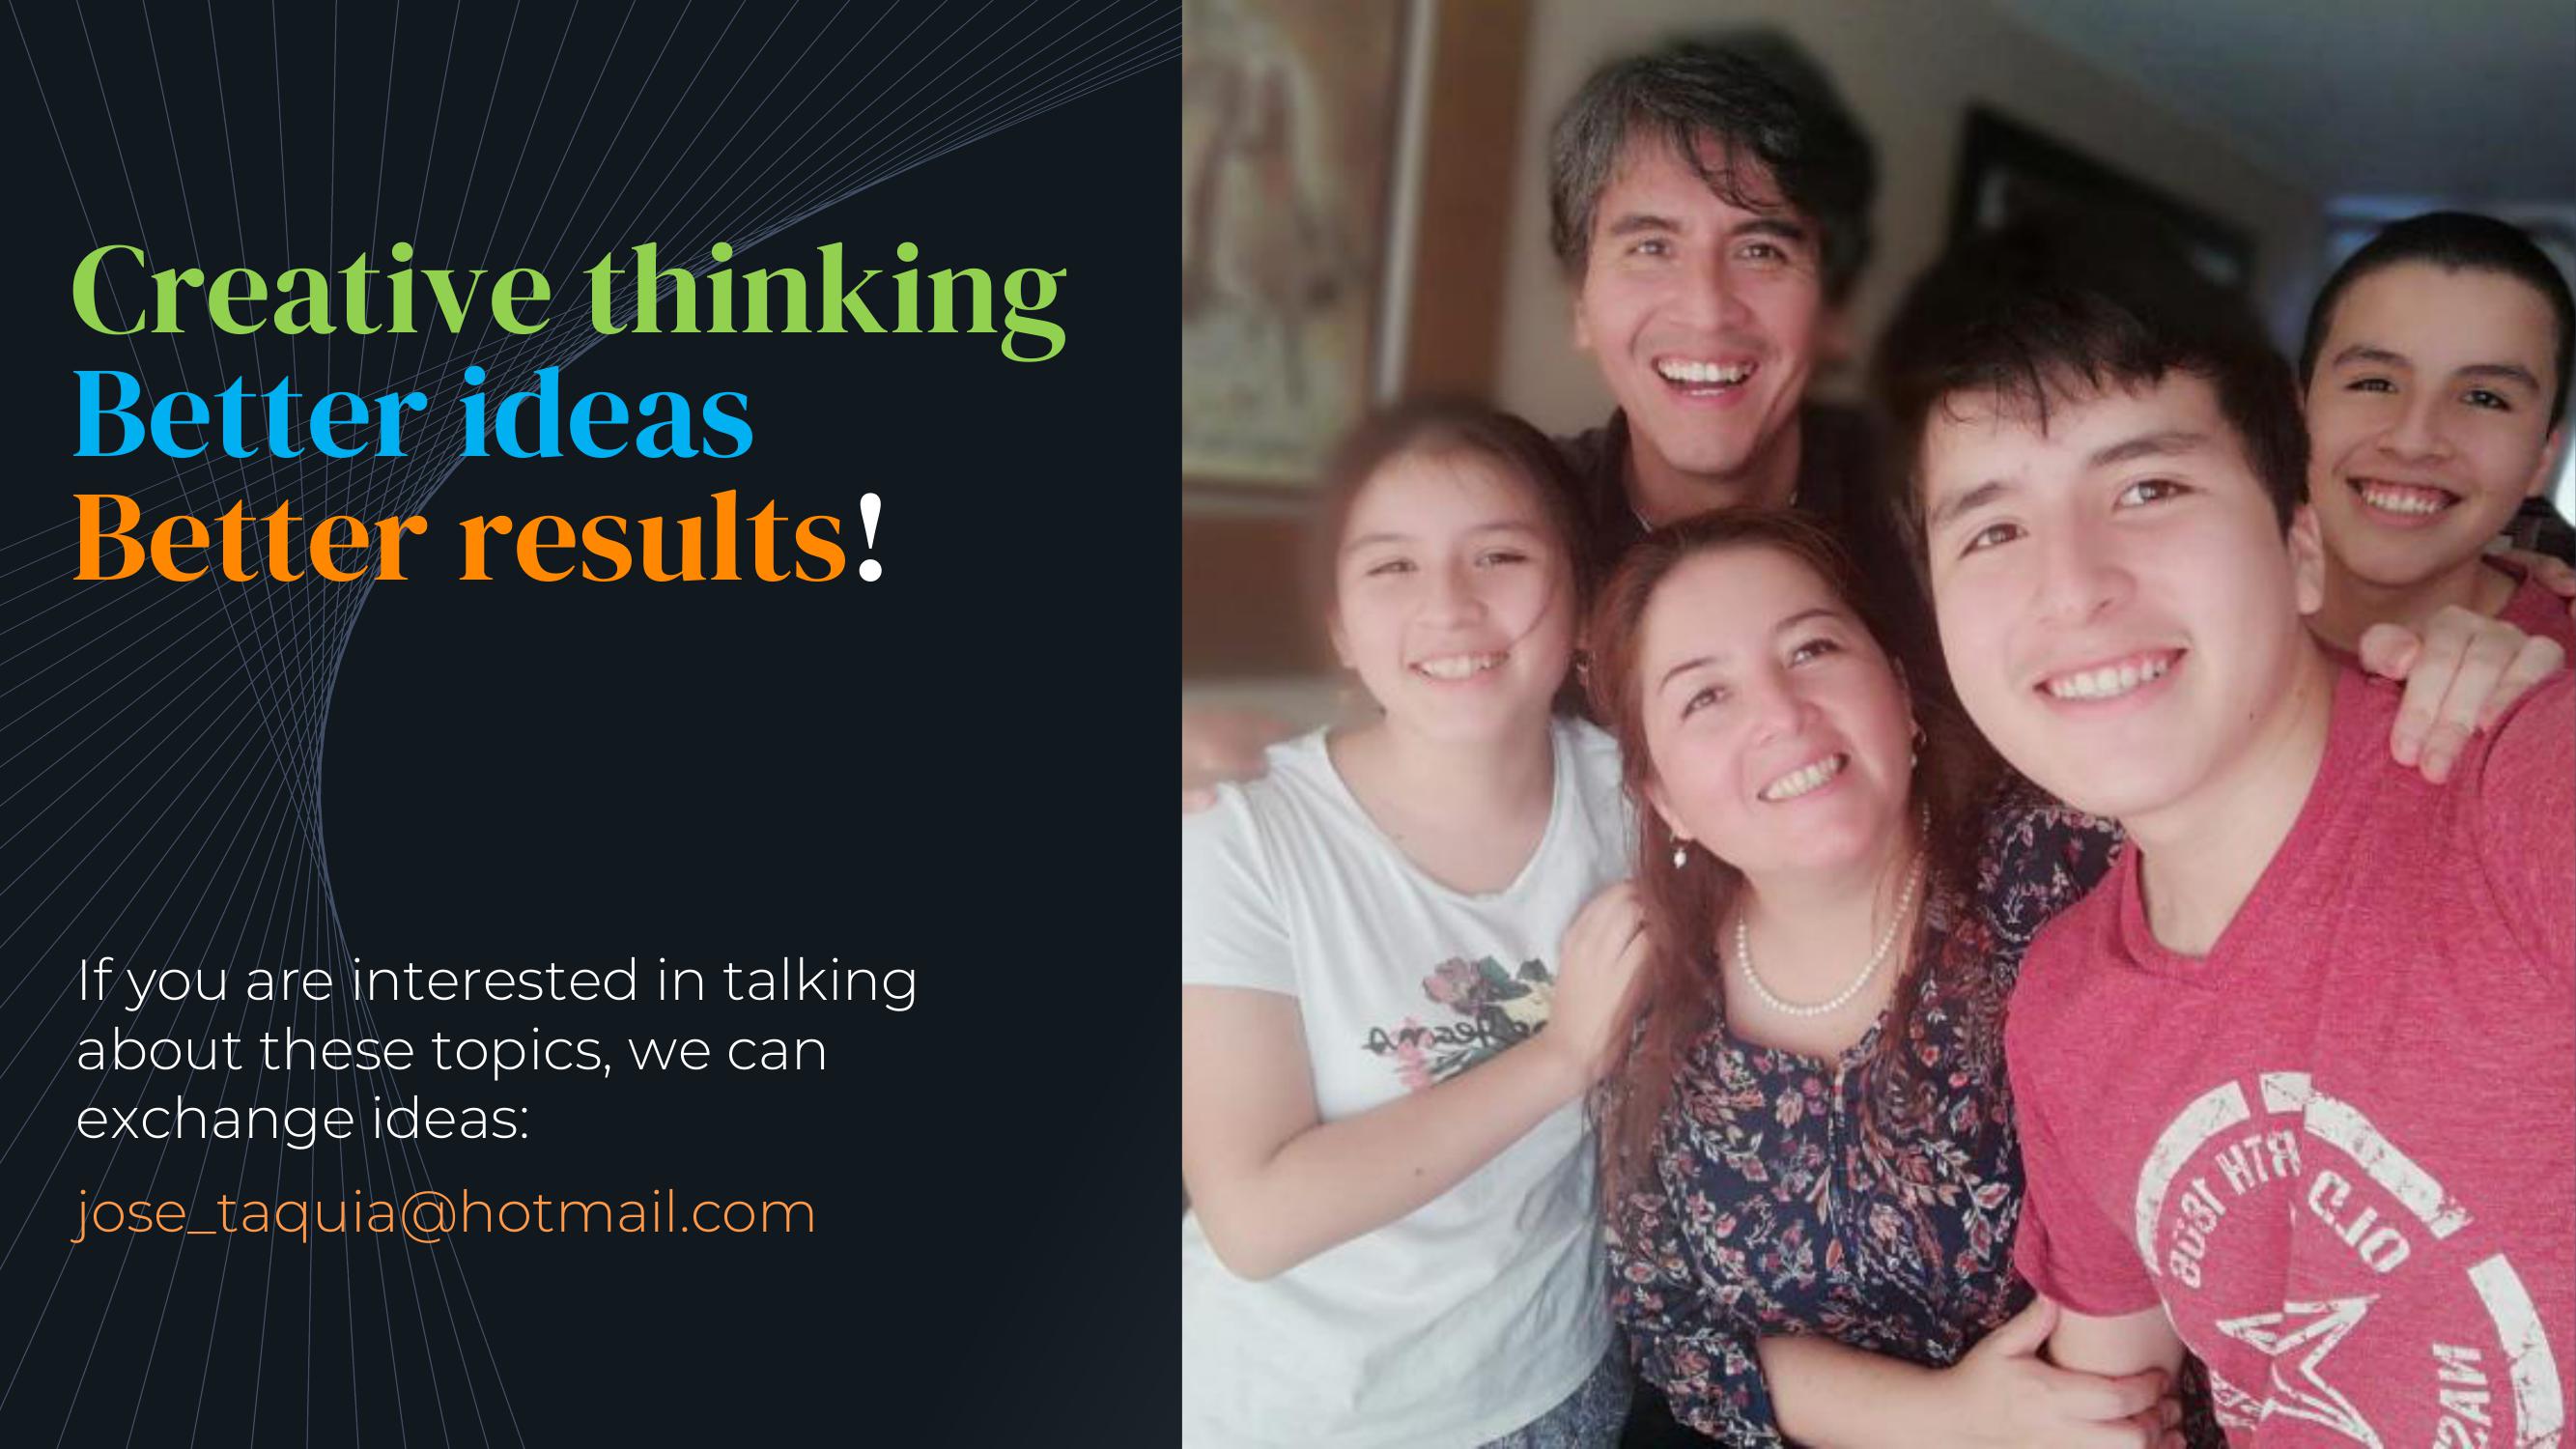 Creative thinking
Better ideas
Better results!
If you are interested in talking
about these topics, we can
exchange ideas:
jose_taquia@hotmail.com